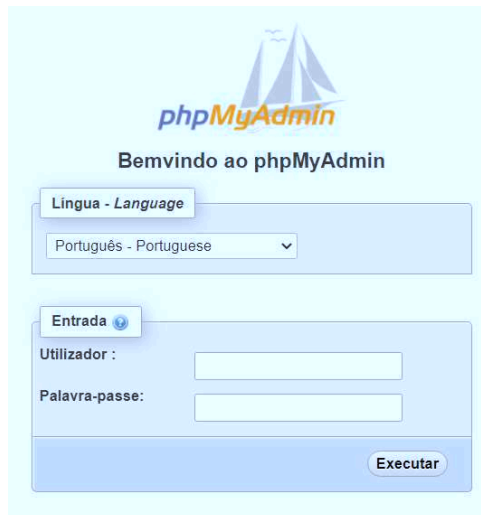 phpMyAdmin
Bemvindo ao phpMyAdmin
Língua - Language
Português - Portuguese
Entrada
Utilizador :
Palavra-passe:
Executar